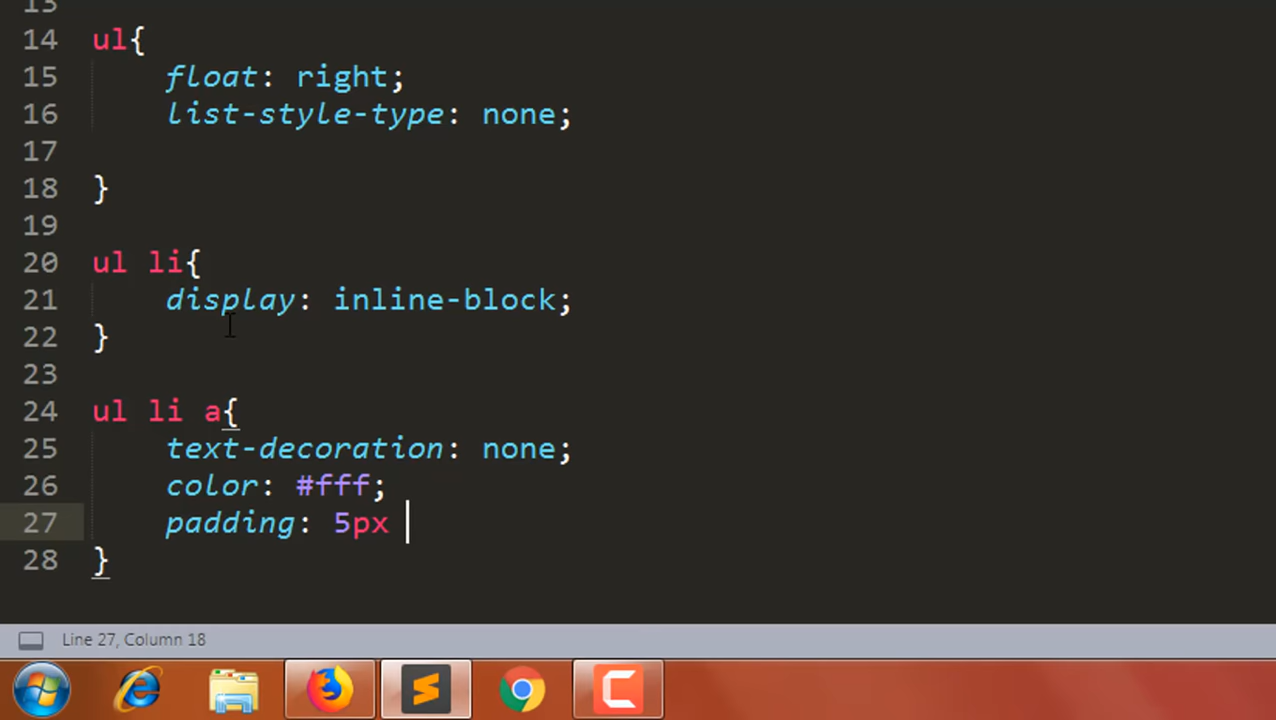 13
14 ul{
15 float: right;
16 list-style-type: none;
17
18 }
19
20 ul li{
21 display: inline-block;
22 }
23
24 ul li a{
25 text-decoration: none;
26 color: #fff;
27 padding: 5px
28 }
Line 27, Column 18